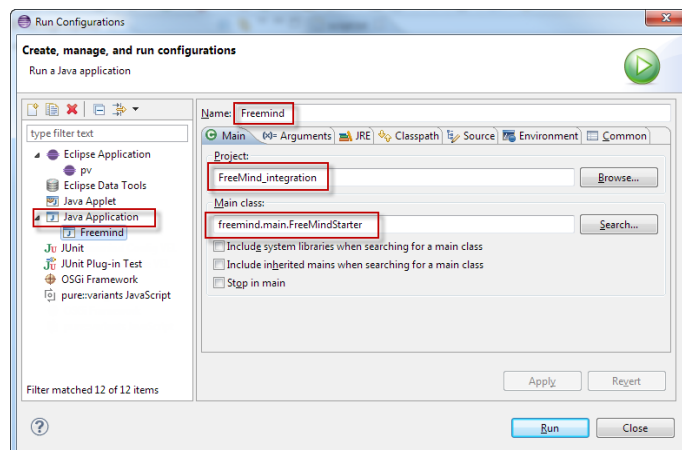 Run Configurations
Create, manage, and run configurations
Run a Java application
type filter text
Eclipse Application
pv
Eclipse Data Tools
Java Applet
Java Application
Freemind
JUnit
JUnit Plug-in Test
OSGi Framework
pure::variants JavaScript
Filter matched 12 of 12 items
Name: Freemind
Main (x)= Arguments JRE Classpath Source Environment Common
Project:
FreeMind_integration Browse...
Main class:
freemind.main.FreeMindStarter Search...
Include system libraries when searching for a main class
Include inherited mains when searching for a main class
Stop in main
Apply Revert
Run Close